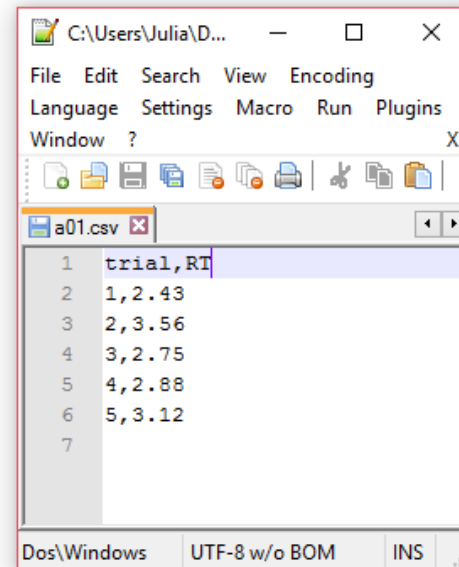 C:\Users\Julia\D...
File Edit Search View Encoding
Language Settings Macro Run Plugins
Window ? X
a01.csv
1 trial,RT
2 1,2.43
3 2,3.56
4 3,2.75
5 4,2.88
6 5,3.12
7
Dos\Windows UTF-8 w/o BOM INS